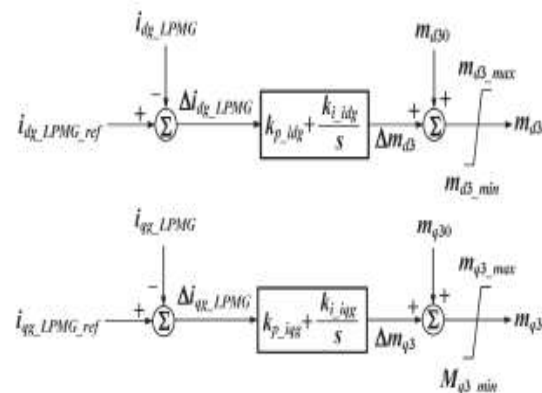 i_dg_LPMG
m_d30
m_d3_max
− Δi_dg_LPMG
i_dg_LPMG_ref + Σ
k_p_idg + k_i_idg / s
+ + Σ
Δm_d3
m_d3
m_d3_min
i_qg_LPMG
m_q30
m_q3_max
− Δi_qg_LPMG
i_qg_LPMG_ref + Σ
k_p_iqg + k_i_iqg / s
+ + Σ
Δm_q3
m_q3
M_q3_min